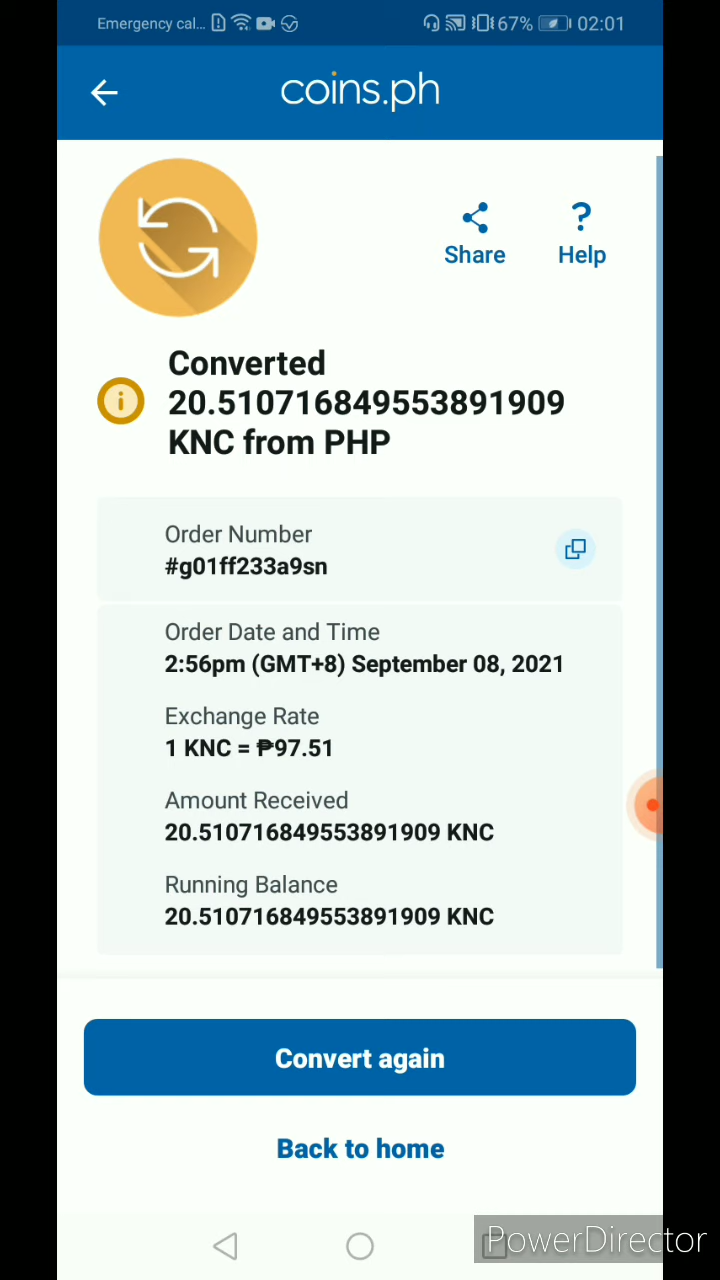 Emergency cal... 67% 02:01
coins.ph
? 
Share Help
Converted
20.510716849553891909
KNC from PHP
i
Order Number
#g01ff233a9sn
Order Date and Time
2:56pm (GMT+8) September 08, 2021
Exchange Rate
1 KNC = ₱97.51
Amount Received
20.510716849553891909 KNC
Running Balance
20.510716849553891909 KNC
Convert again
Back to home
PowerDirector